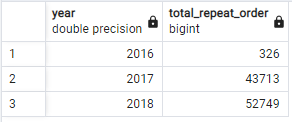 year total_repeat_order
double precision bigint
1 2016 326
2 2017 43713
3 2018 52749